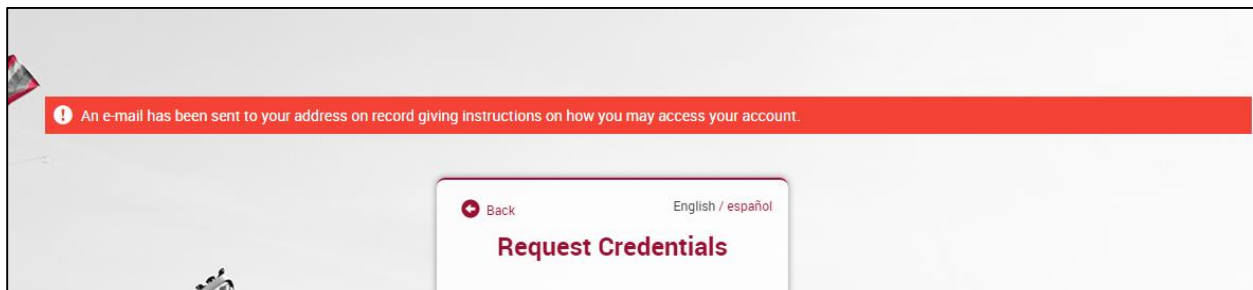 An e-mail has been sent to your address on record giving instructions on how you may access your account.
Back
English / español
Request Credentials